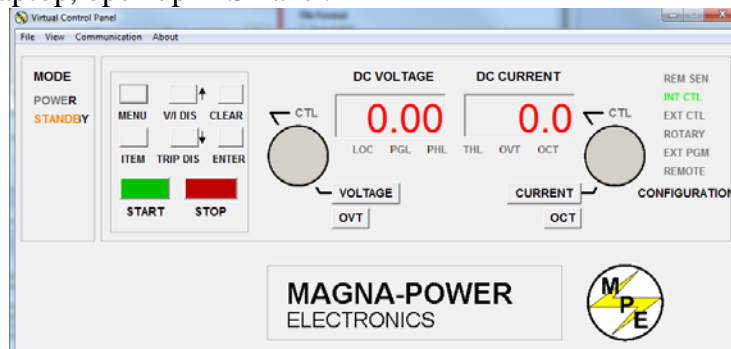 Virtual Control Panel
File View Communication About
MODE
POWER
STANDBY
MENU V/I DIS CLEAR
ITEM TRIP DIS ENTER
START STOP
DC VOLTAGE DC CURRENT
CTL 0.00 0.0 CTL
LOC PGL PHL THL OVT OCT
VOLTAGE CURRENT
OVT OCT
REM SEN
INT CTL
EXT CTL
ROTARY
EXT PGM
REMOTE
CONFIGURATION
MAGNA-POWER
ELECTRONICS
MPE